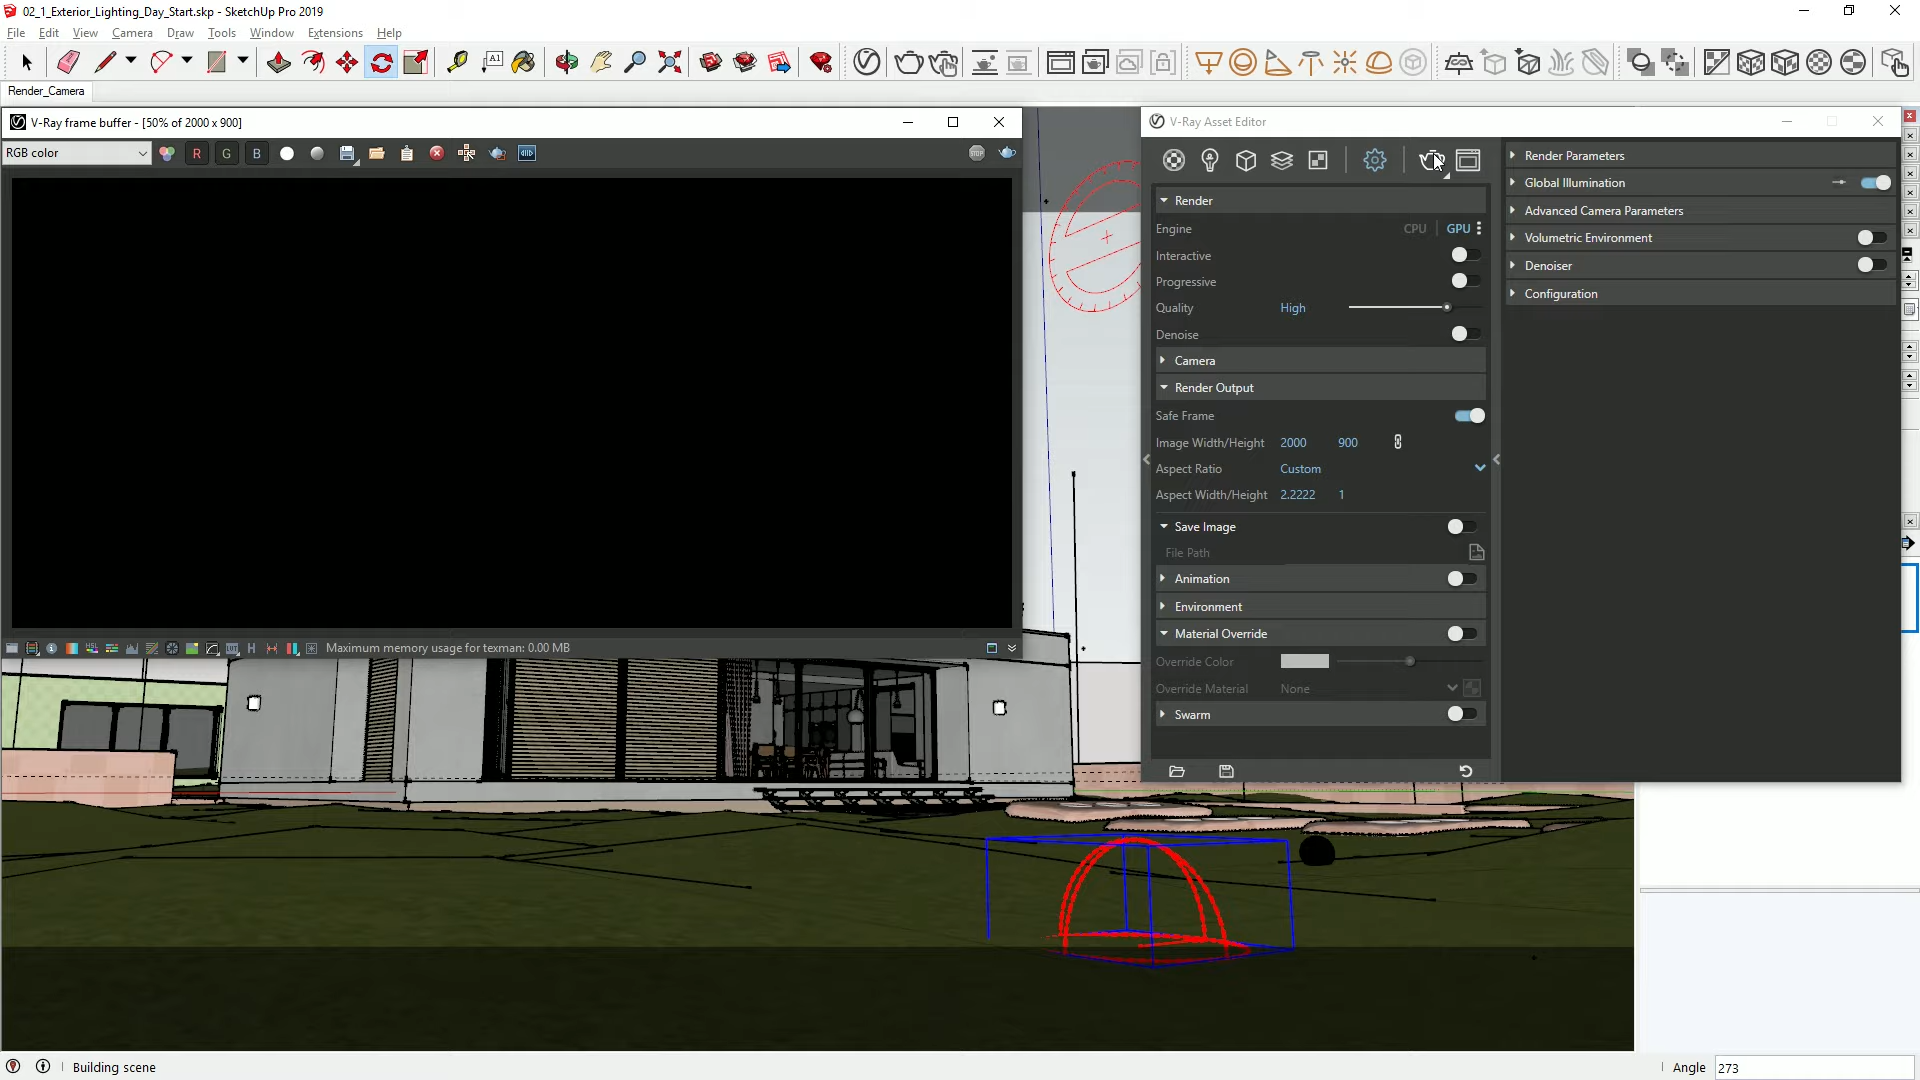 02_1_Exterior_Lighting_Day_Start.skp - SketchUp Pro 2019
File Edit View Camera Draw Tools Window Extensions Help
A1
Render_Camera
V-Ray frame buffer - [50% of 2000 x 900]
RGB color
R G B
STOP
HSL LUT H
Maximum memory usage for texman: 0.00 MB
V-Ray Asset Editor
Render
Engine CPU GPU
Interactive
Progressive
Quality High
Denoise
Camera
Render Output
Safe Frame
Image Width/Height 2000 900
Aspect Ratio Custom
Aspect Width/Height 2.2222 1
Save Image
File Path
Animation
Environment
Material Override
Override Color
Override Material None
Swarm
Render Parameters
Global Illumination
Advanced Camera Parameters
Volumetric Environment
Denoiser
Configuration
Building scene
Angle 273